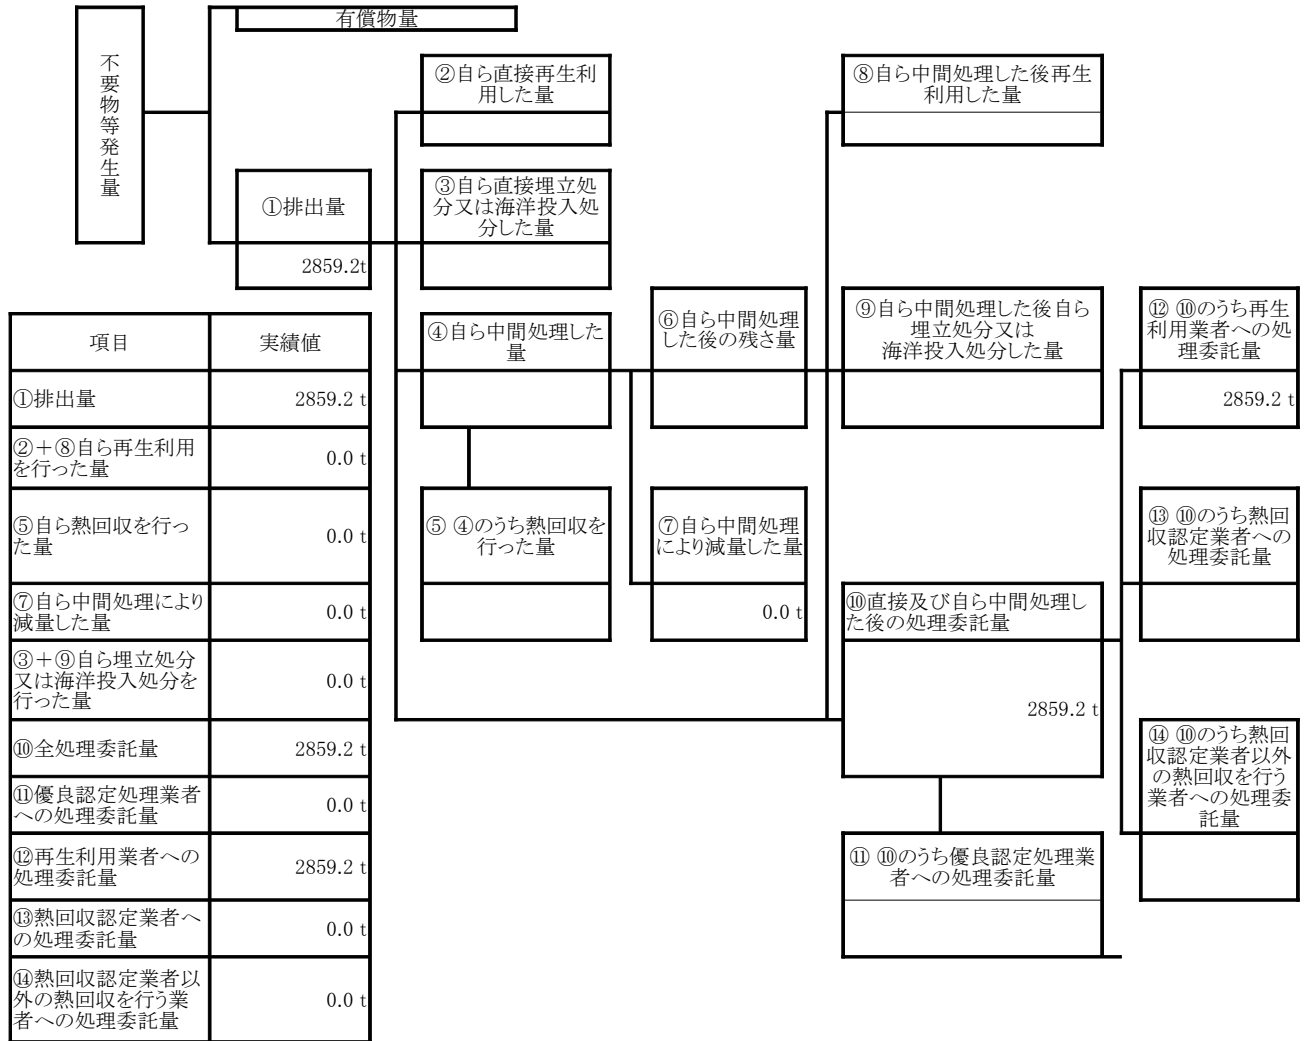 有償物量
不要物等発生量
②自ら直接再生利
用した量
⑧自ら中間処理した後再生
利用した量
①排出量
2859.2t
③自ら直接埋立処
分又は海洋投入処
分した量
④自ら中間処理した
量
⑥自ら中間処理
した後の残さ量
⑨自ら中間処理した後自ら
埋立処分又は
海洋投入処分した量
⑫ ⑩のうち再生
利用業者への処
理委託量
2859.2 t
⑤ ④のうち熱回収を
行った量
⑦自ら中間処理
により減量した量
0.0 t
⑬ ⑩のうち熱回
収認定業者への
処理委託量
⑩直接及び自ら中間処理し
た後の処理委託量
2859.2 t
⑭ ⑩のうち熱回
収認定業者以外
の熱回収を行う
業者への処理委
託量
⑪ ⑩のうち優良認定処理業
者への処理委託量
項目 実績値
①排出量 2859.2 t
②＋⑧自ら再生利用
を行った量 0.0 t
⑤自ら熱回収を行っ
た量 0.0 t
⑦自ら中間処理により
減量した量 0.0 t
③＋⑨自ら埋立処分
又は海洋投入処分を
行った量 0.0 t
⑩全処理委託量 2859.2 t
⑪優良認定処理業者
への処理委託量 0.0 t
⑫再生利用業者への
処理委託量 2859.2 t
⑬熱回収認定業者へ
の処理委託量 0.0 t
⑭熱回収認定業者以
外の熱回収を行う業
者への処理委託量 0.0 t